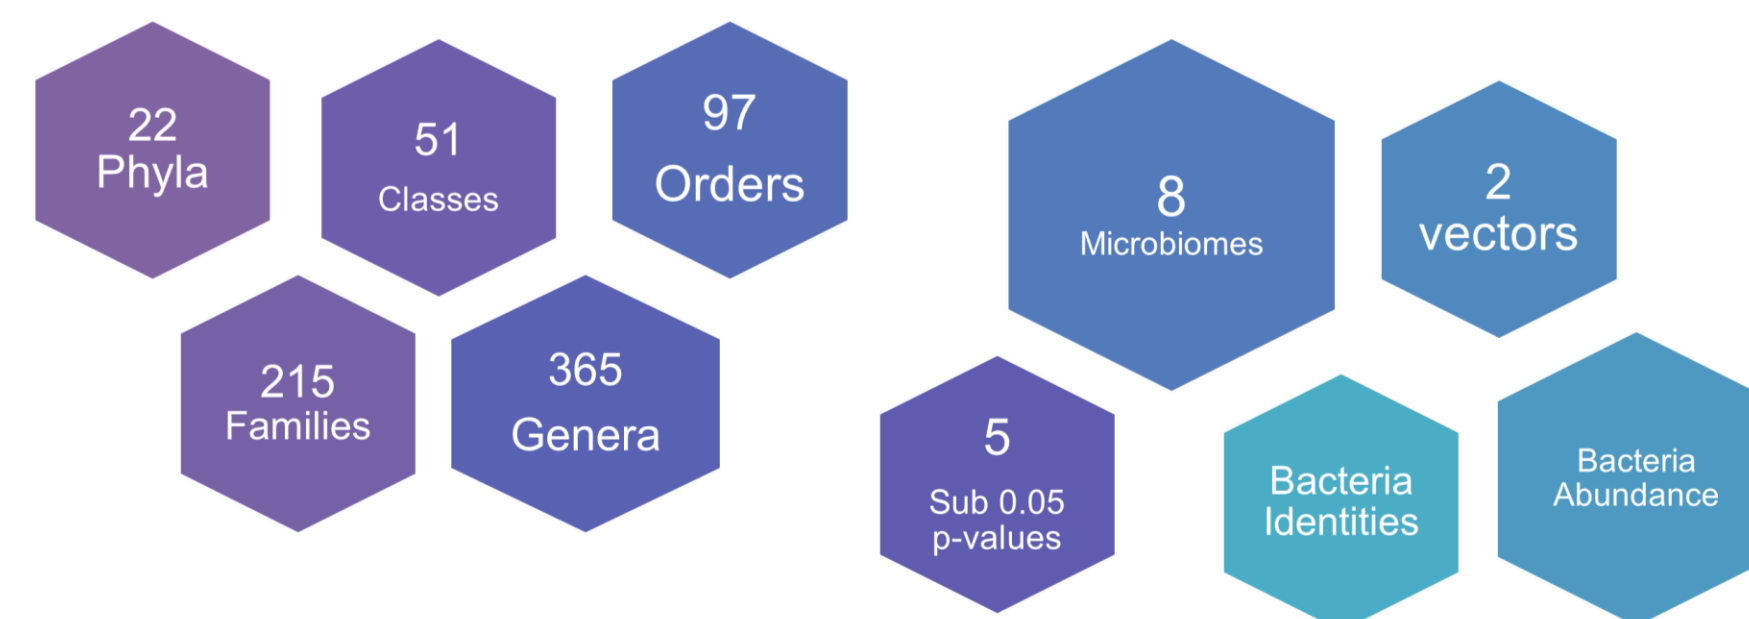 22
Phyla
51
Classes
97
Orders
215
Families
365
Genera
8
Microbiomes
2
vectors
5
Sub 0.05
p-values
Bacteria
Identities
Bacteria
Abundance